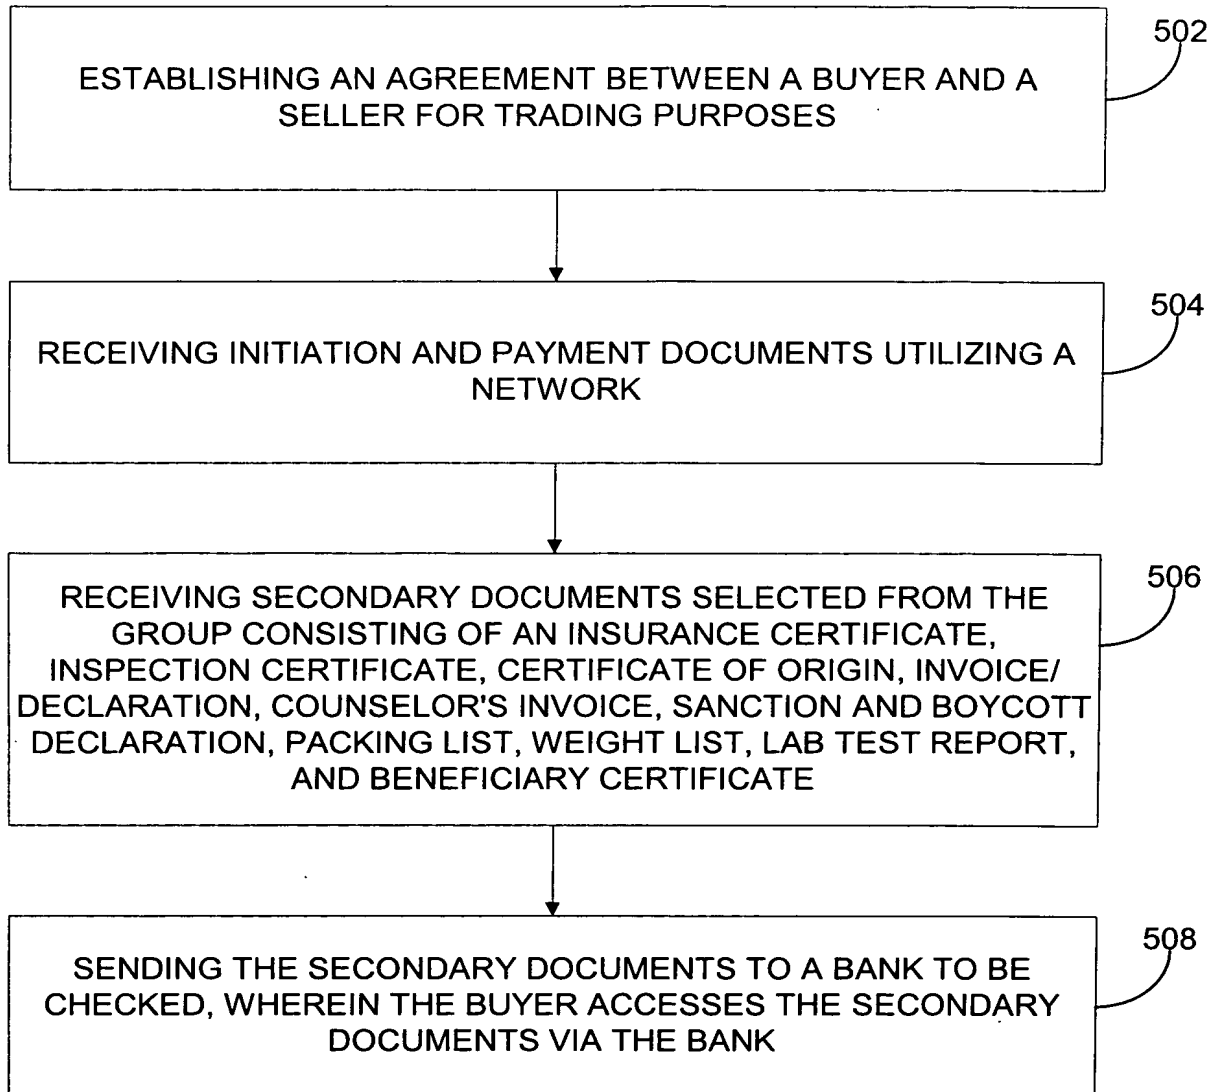 502
ESTABLISHING AN AGREEMENT BETWEEN A BUYER AND A
SELLER FOR TRADING PURPOSES
504
RECEIVING INITIATION AND PAYMENT DOCUMENTS UTILIZING A
NETWORK
506
RECEIVING SECONDARY DOCUMENTS SELECTED FROM THE
GROUP CONSISTING OF AN INSURANCE CERTIFICATE,
INSPECTION CERTIFICATE, CERTIFICATE OF ORIGIN, INVOICE/
DECLARATION, COUNSELOR'S INVOICE, SANCTION AND BOYCOTT
DECLARATION, PACKING LIST, WEIGHT LIST, LAB TEST REPORT,
AND BENEFICIARY CERTIFICATE
508
SENDING THE SECONDARY DOCUMENTS TO A BANK TO BE
CHECKED, WHEREIN THE BUYER ACCESSES THE SECONDARY
DOCUMENTS VIA THE BANK